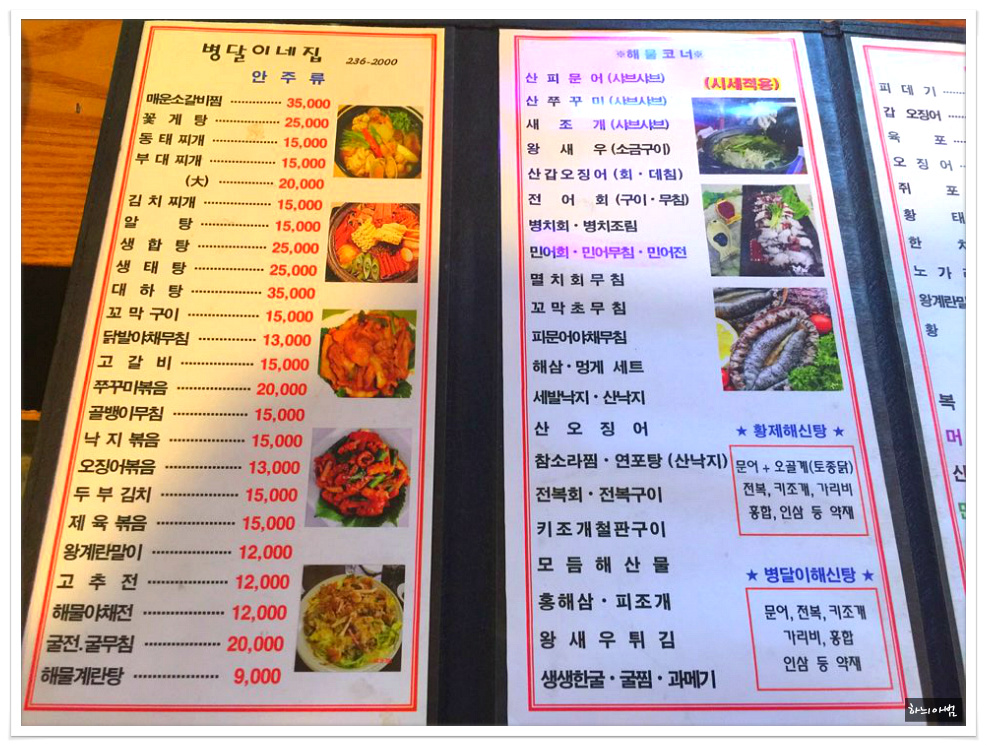 병달이네집 236-2000
안 주 류
매운소갈비찜 ·············· 35,000
꽃 게 탕 ·················· 25,000
동태찌개 ·················· 15,000
부대찌개 ·················· 15,000
(大) ·················· 20,000
김치찌개 ·················· 15,000
알 탕 ·················· 15,000
생 합 탕 ·················· 25,000
생 태 탕 ·················· 25,000
대 하 탕 ·················· 35,000
꼬막구이 ·················· 15,000
닭발야채무침 ·············· 13,000
고 갈 비 ·················· 15,000
쭈꾸미볶음 ················ 20,000
골뱅이무침 ················ 15,000
낙지볶음 ·················· 15,000
오징어볶음 ················ 13,000
두부김치 ·················· 15,000
제육볶음 ·················· 15,000
왕계란말이 ················ 12,000
고 추 전 ·················· 12,000
해물야채전 ················ 12,000
굴전.굴무침 ··············· 20,000
해물계란탕 ················ 9,000
※해물코너※
(시세적용)
산 피 문 어 (샤브샤브)
산 쭈 꾸 미 (샤브샤브)
새 조 개 (샤브샤브)
왕 새 우 (소금구이)
산갑오징어 (회·데침)
전 어 회 (구이·무침)
병치회·병치조림
민어회·민어무침·민어전
멸치회무침
꼬막초무침
피문어야채무침
해삼·멍게 세트
세발낙지·산낙지
산 오 징 어
참소라찜·연포탕 (산낙지)
전복회·전복구이
키조개철판구이
모 듬 해 산 물
홍해삼·피조개
왕 새 우 튀 김
생생한굴·굴찜·과메기
★ 황제해신탕 ★
문어 + 오골계(토종닭)
전복, 키조개, 가리비
홍합, 인삼 등 약재
★ 병달이해신탕 ★
문어, 전복, 키조개
가리비, 홍합
인삼 등 약재
피 데 기
갑 오징어
육 포
오 징 어
쥐 포
황 태
한 치
노 가 리
왕계란말
황
복
머
산
하늬아범